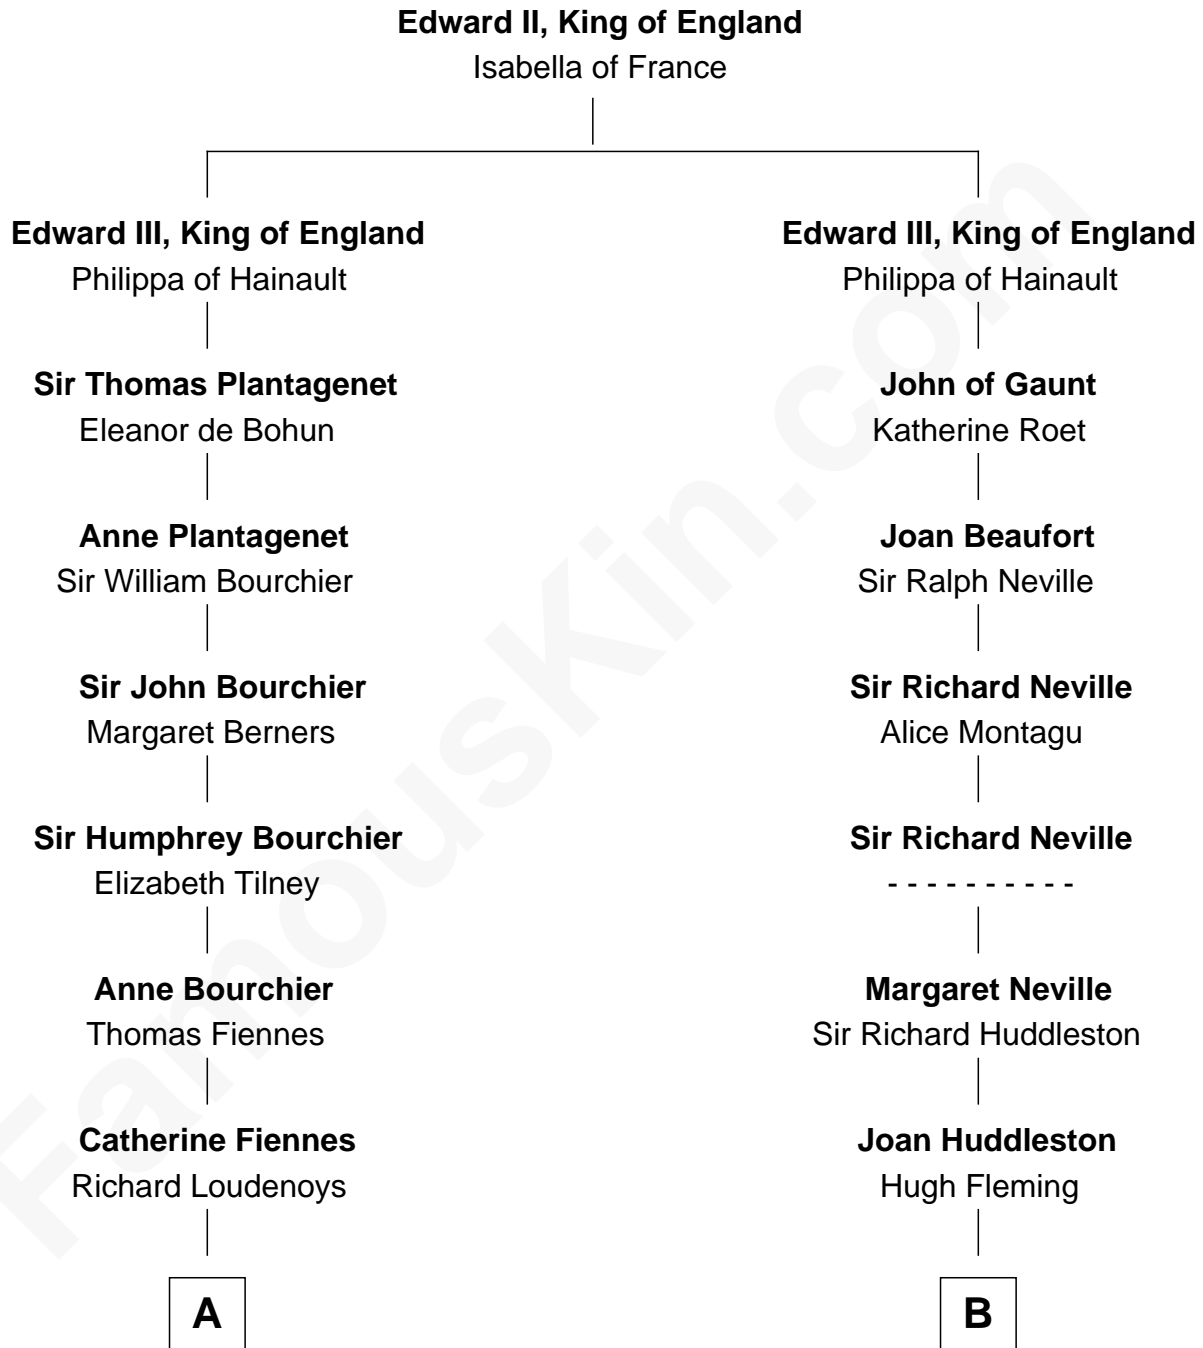 Edward II, King of England
Isabella of France
Edward III, King of England
Philippa of Hainault
Edward III, King of England
Philippa of Hainault
Sir Thomas Plantagenet
Eleanor de Bohun
John of Gaunt
Katherine Roet
Anne Plantagenet
Sir William Bourchier
Joan Beaufort
Sir Ralph Neville
Sir John Bourchier
Margaret Berners
Sir Richard Neville
Alice Montagu
Sir Humphrey Bourchier
Elizabeth Tilney
Sir Richard Neville
- - - - - - - - - -
Anne Bourchier
Thomas Fiennes
Margaret Neville
Sir Richard Huddleston
Catherine Fiennes
Richard Loudenoys
Joan Huddleston
Hugh Fleming
A
B
FamousKin.com